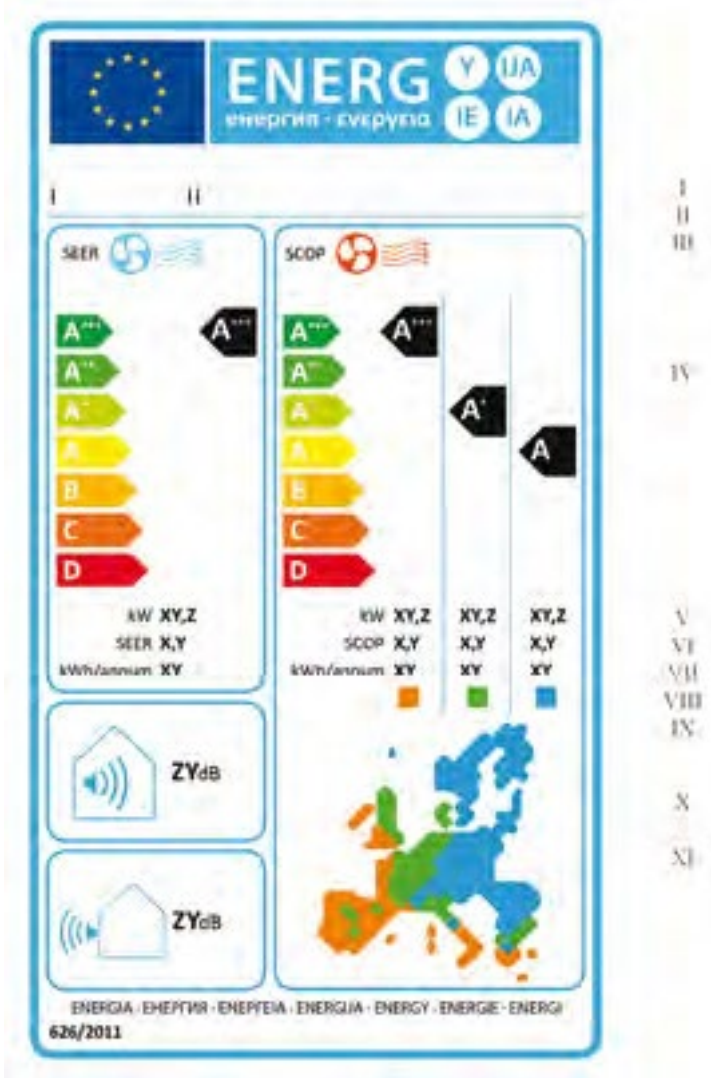 ENERG Y IJA
енергия · ενεργεια IE IA
I II
I
II
III
SEER
SCOP
A+++ A+++
A++
A+
A
B
C
D
A+++ A+++
A++
A+ A+
A A
B
C
D
IV
kW XY,Z
SEER X,Y
kWh/annum XY
kW XY,Z XY,Z XY,Z
SCOP X,Y X,Y X,Y
kWh/annum XY XY XY
V
VI
VII
VIII
IX
X
XI
ZYdB
ZYdB
ENERGIA · ЕНЕРГИЯ · ΕΝΕΡΓΕΙΑ · ENERGIJA · ENERGY · ENERGIE · ENERGI
626/2011